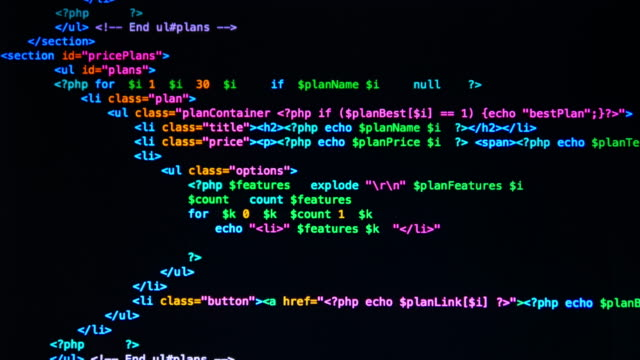 </li>
<?php ?>
</ul> <!-- End ul#plans -->
</section>
<section id="pricePlans">
<ul id="plans">
<?php for $i 1 $i 30 $i if $planName $i null ?>
<li class="plan">
<ul class="planContainer <?php if ($planBest[$i] == 1) {echo "bestPlan";}?>">
<li class="title"><h2><?php echo $planName $i ?></h2></li>
<li class="price"><p><?php echo $planPrice $i ?> <span><?php echo $planTe
<li>
<ul class="options">
<?php $features explode "\r\n" $planFeatures $i
$count count $features
for $k 0 $k $count 1 $k
echo "<li>" $features $k "</li>"
?>
</ul>
</li>
<li class="button"><a href="<?php echo $planLink[$i] ?>"><?php echo $planB
</ul>
</li>
<?php ?>
</ul> <!-- End ul#plans -->